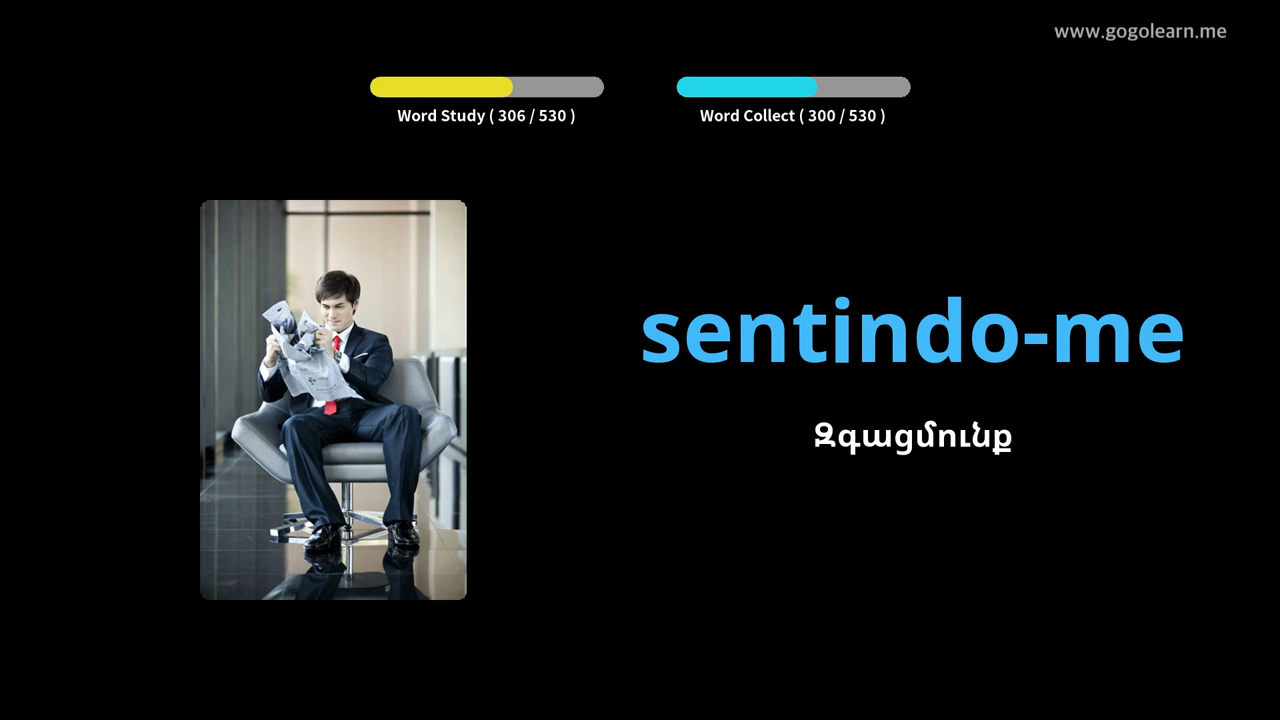 www.gogolearn.me
Word Study ( 306 / 530 )
Word Collect ( 300 / 530 )
sentindo-me
Զգացմունք